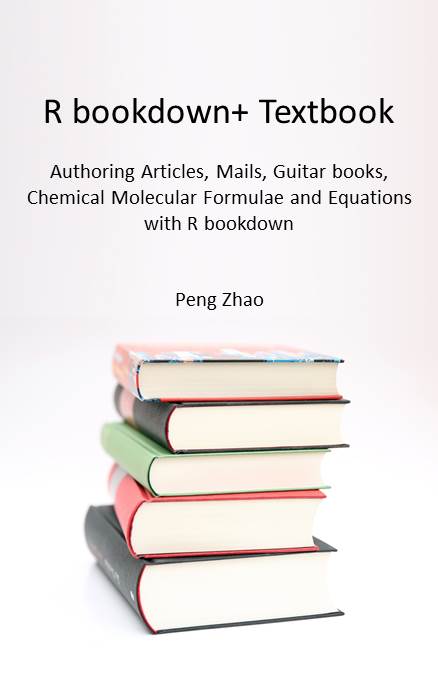 R bookdown+ Textbook
Authoring Articles, Mails, Guitar books,
Chemical Molecular Formulae and Equations
with R bookdown
Peng Zhao